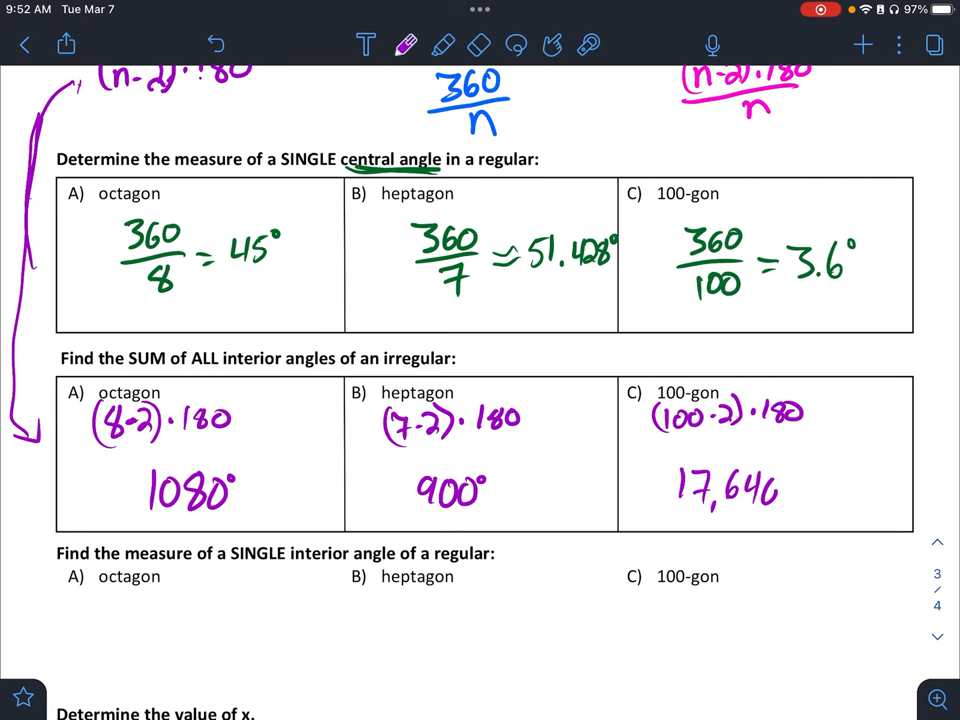 9:52 AM Tue Mar 7
97%
(n-2)·180
360/n
(n-2)·180/n
Determine the measure of a SINGLE central angle in a regular:
A) octagon
B) heptagon
C) 100-gon
360/8 = 45°
360/7 ≈ 51.428°
360/100 = 3.6°
Find the SUM of ALL interior angles of an irregular:
A) octagon
B) heptagon
C) 100-gon
(8-2)·180
(7-2)·180
(100-2)·180
1080°
900°
17,640
Find the measure of a SINGLE interior angle of a regular:
A) octagon
B) heptagon
C) 100-gon
3
/
4
Determine the value of x.